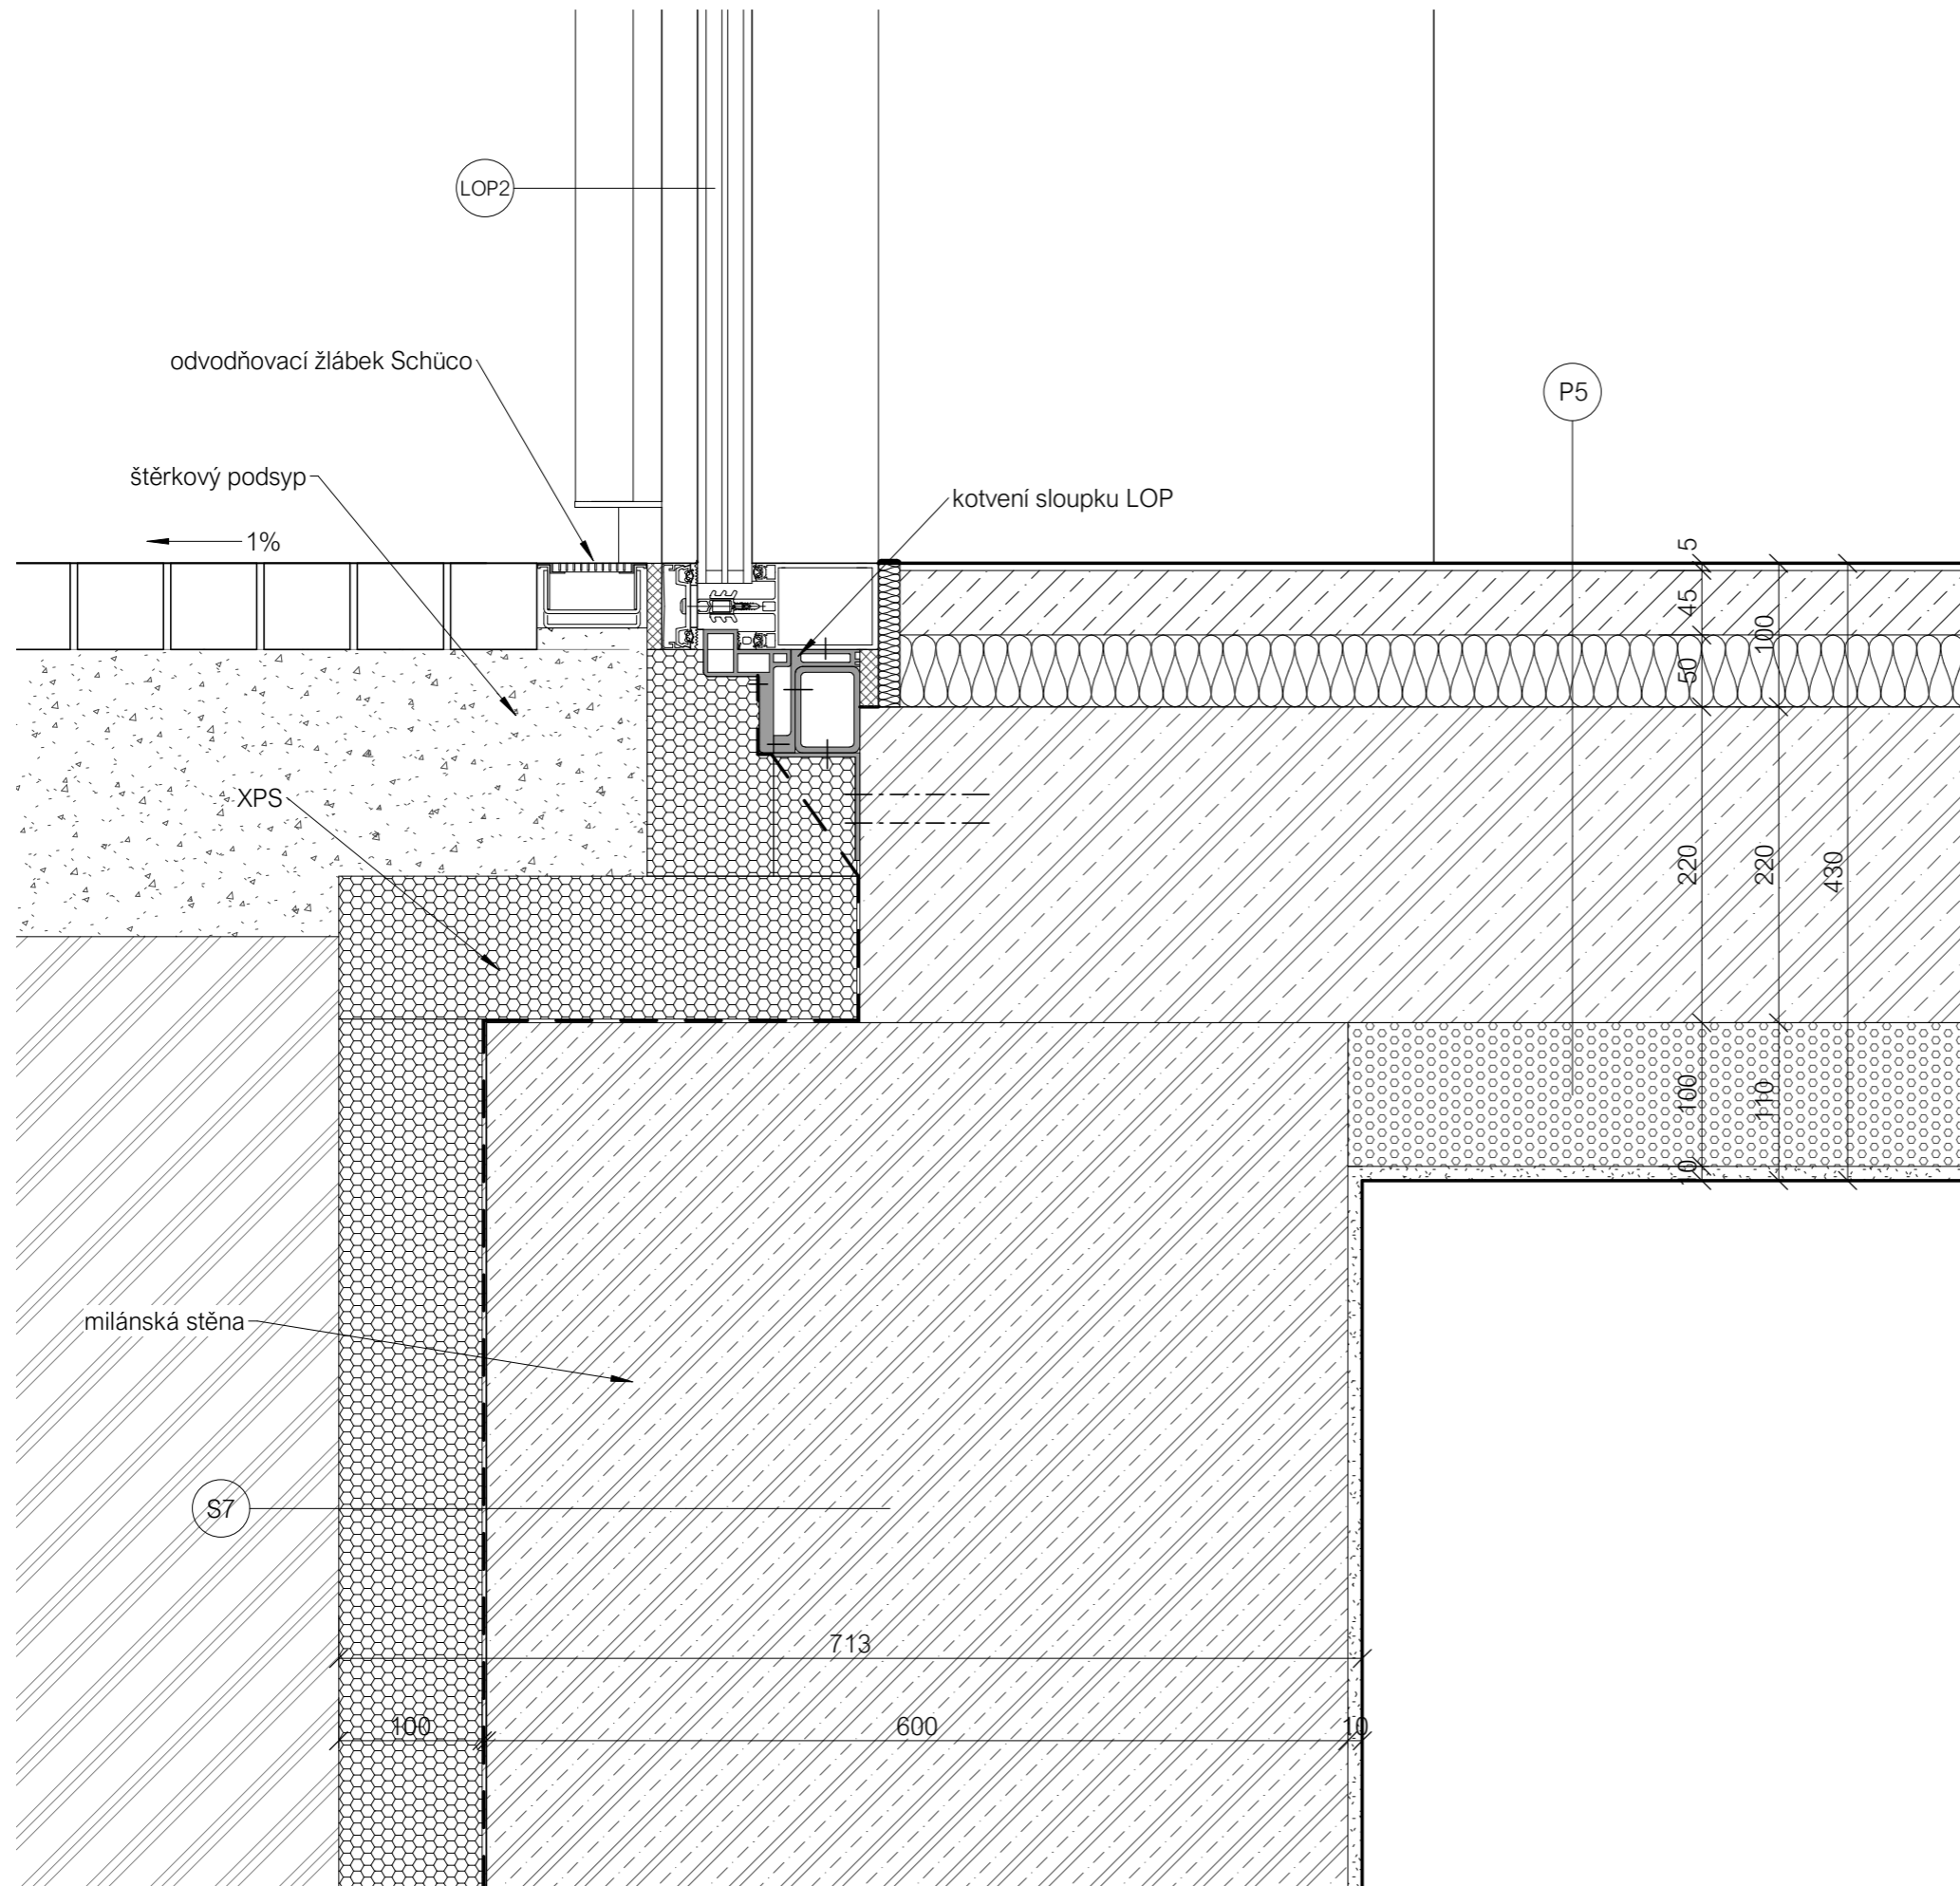 LOP2
odvodňovací žlábek Schüco
P5
štěrkový podsyp
kotvení sloupku LOP
1%
5
45
100
50
XPS
220
220
430
100
110
10
milánská stěna
S7
713
100
600
10